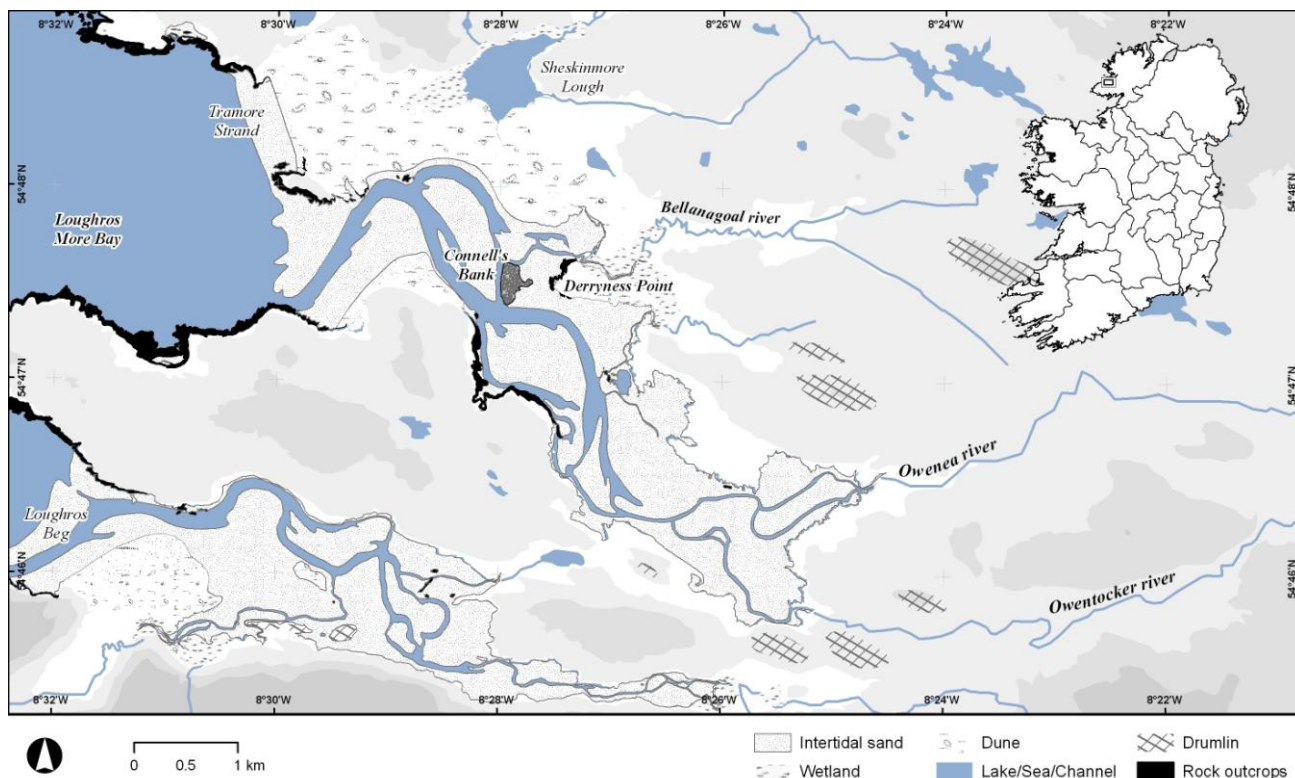 8°32'W 8°30'W 8°28'W 8°26'W 8°24'W 8°22'W
Sheskinmore
Lough
Tramore
Strand
54°48'N
54°48'N
Loughros
More Bay
Bellanagoal river
Connell's
Bank
Derryness Point
54°47'N
54°47'N
Owenea river
Loughros
Beg
54°46'N
54°46'N
Owentocker river
8°32'W 8°30'W 8°28'W 8°26'W 8°24'W 8°22'W
0 0.5 1 km
Intertidal sand
Dune
Drumlin
Wetland
Lake/Sea/Channel
Rock outcrops